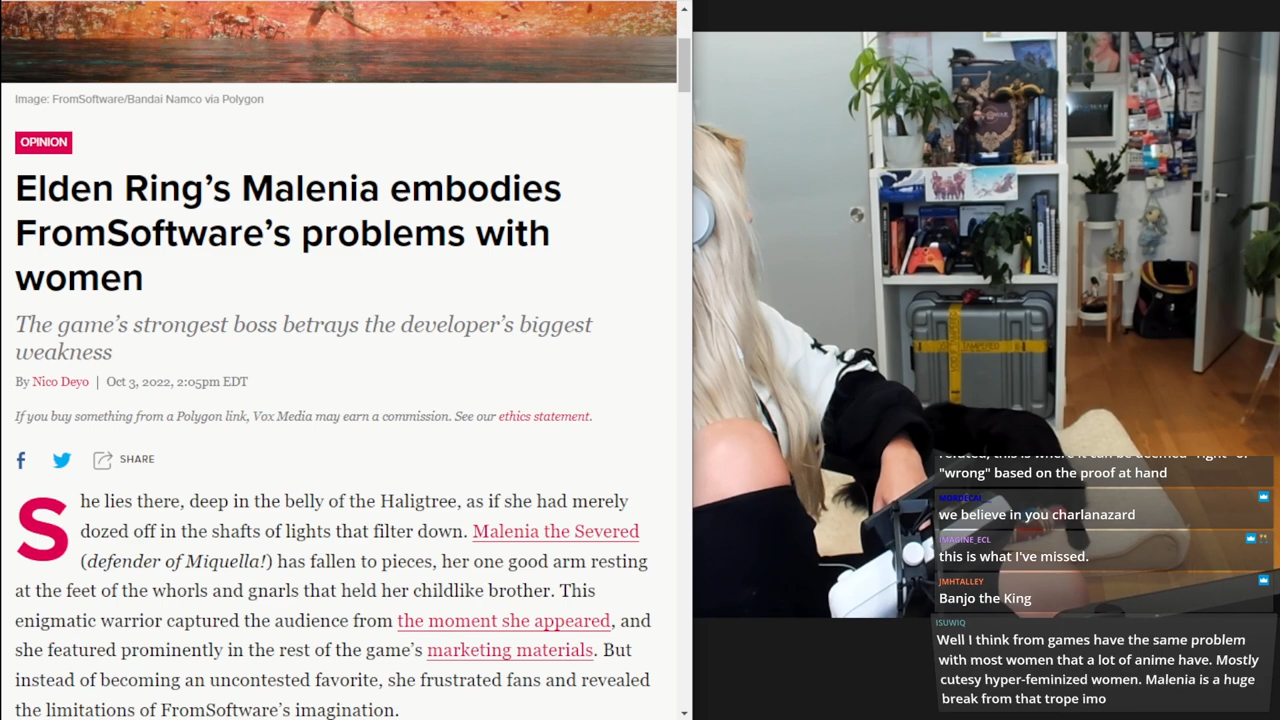 Image: FromSoftware/Bandai Namco via Polygon
OPINION
Elden Ring’s Malenia embodies
FromSoftware’s problems with
women
The game’s strongest boss betrays the developer’s biggest
weakness
By Nico Deyo | Oct 3, 2022, 2:05pm EDT
If you buy something from a Polygon link, Vox Media may earn a commission. See our ethics statement.
SHARE
She lies there, deep in the belly of the Haligtree, as if she had merely
dozed off in the shafts of lights that filter down. Malenia the Severed
(defender of Miquella!) has fallen to pieces, her one good arm resting
at the feet of the whorls and gnarls that held her childlike brother. This
enigmatic warrior captured the audience from the moment she appeared, and
she featured prominently in the rest of the game’s marketing materials. But
instead of becoming an uncontested favorite, she frustrated fans and revealed
the limitations of FromSoftware’s imagination.
"wrong" based on the proof at hand
we believe in you charlanazard
IMAGINE_ECL
this is what I've missed.
JMHTALLEY
Banjo the King
ISUWIQ
Well I think from games have the same problem
with most women that a lot of anime have. Mostly
cutesy hyper-feminized women. Malenia is a huge
break from that trope imo